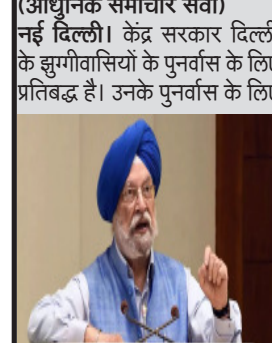 (आधुनिक समाचार सेवा)
नई दिल्ली। केंद्र सरकार दिल्ली
के झुग्गीवासियों के पुनर्वास के लिए
प्रतिबद्ध है। उनके पुनर्वास के लिए